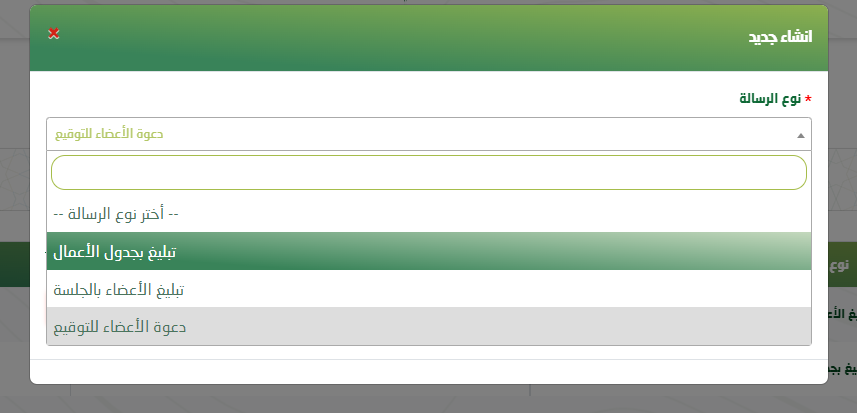 انشاء جديد
* نوع الرسالة
دعوة الأعضاء للتوقيع
-- أختر نوع الرسالة --
تبليغ بجدول الأعمال
تبليغ الأعضاء بالجلسة
دعوة الأعضاء للتوقيع
نوع